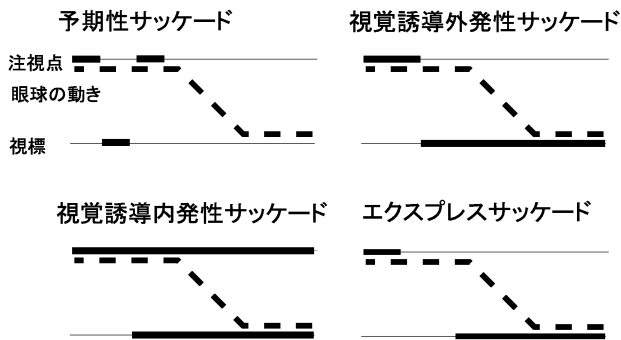 予期性サッケード
視覚誘導外発性サッケード
注視点
眼球の動き
視標
視覚誘導内発性サッケード
エクスプレスサッケード